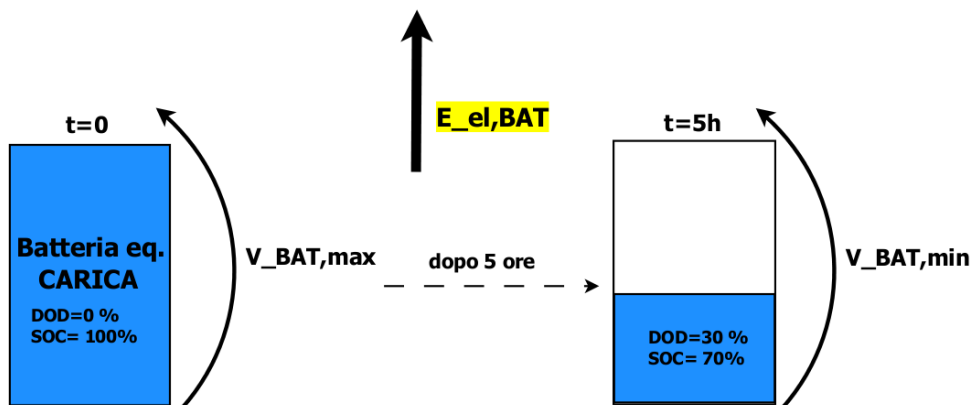 t=0
E_el,BAT
t=5h
Batteria eq.
CARICA
DOD=0 %
SOC= 100%
V_BAT,max
dopo 5 ore
V_BAT,min
DOD=30 %
SOC= 70%